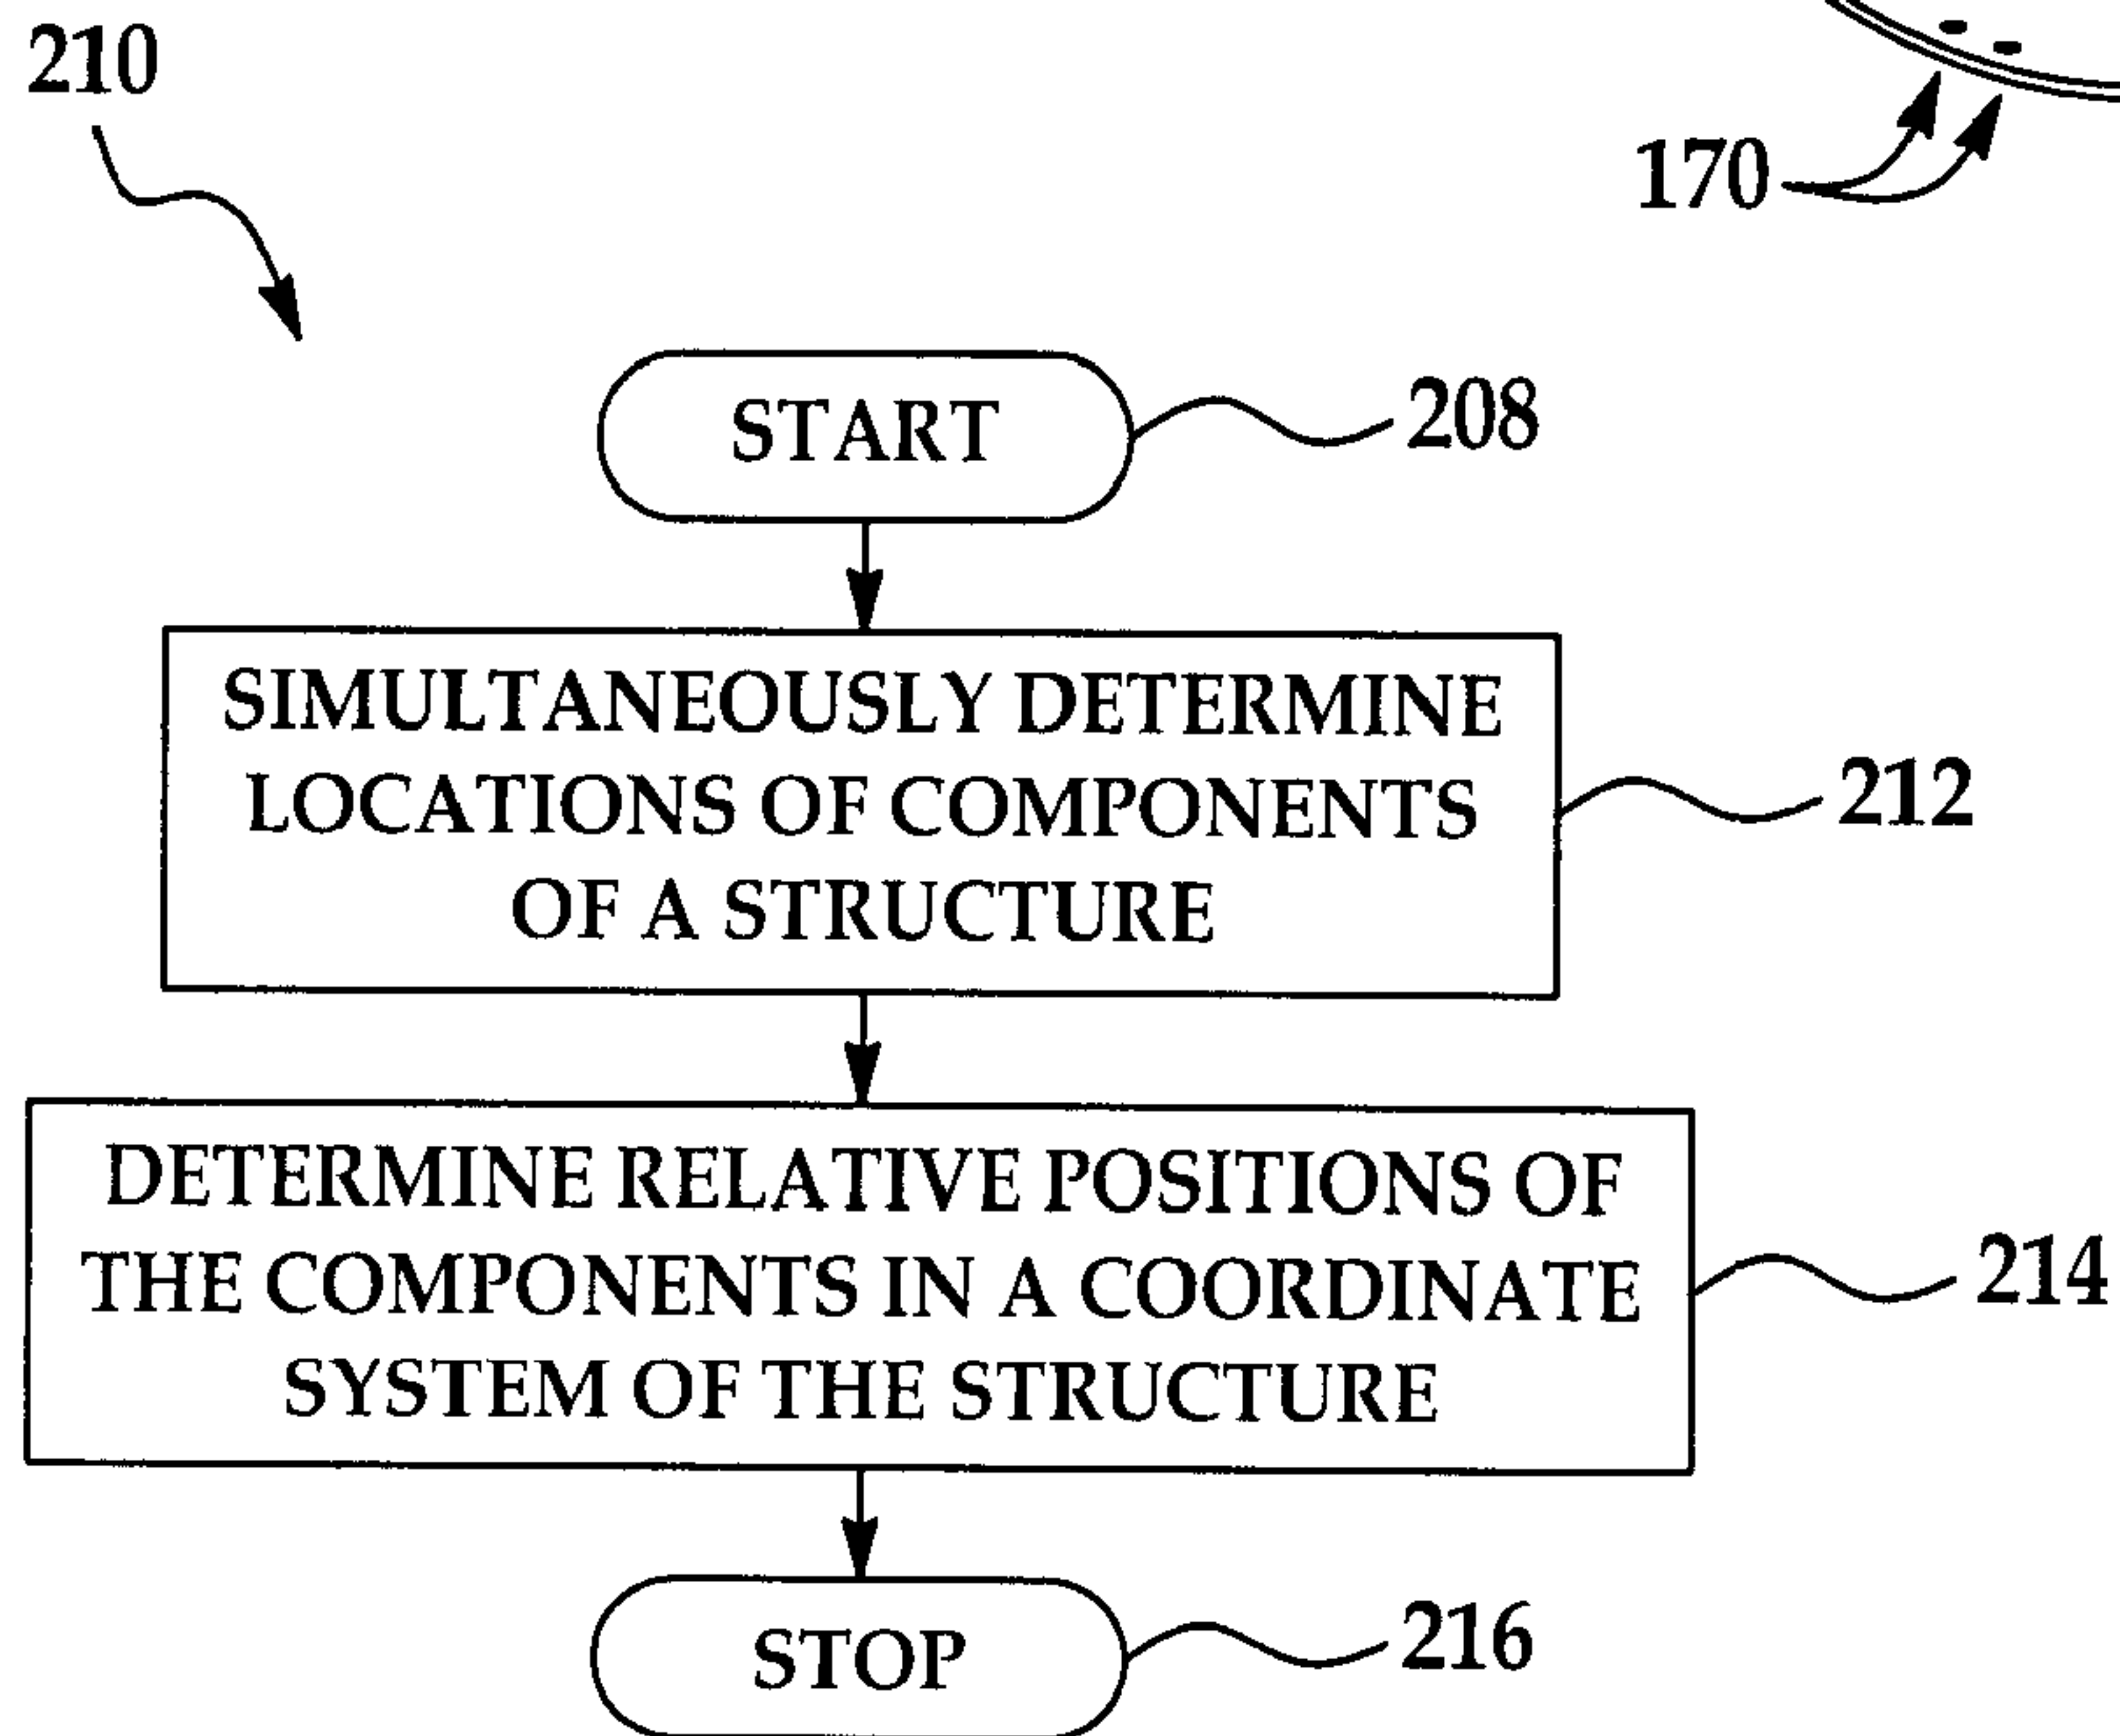 210
170
START
208
SIMULTANEOUSLY DETERMINE
LOCATIONS OF COMPONENTS
OF A STRUCTURE
212
DETERMINE RELATIVE POSITIONS OF
THE COMPONENTS IN A COORDINATE
SYSTEM OF THE STRUCTURE
214
STOP
216